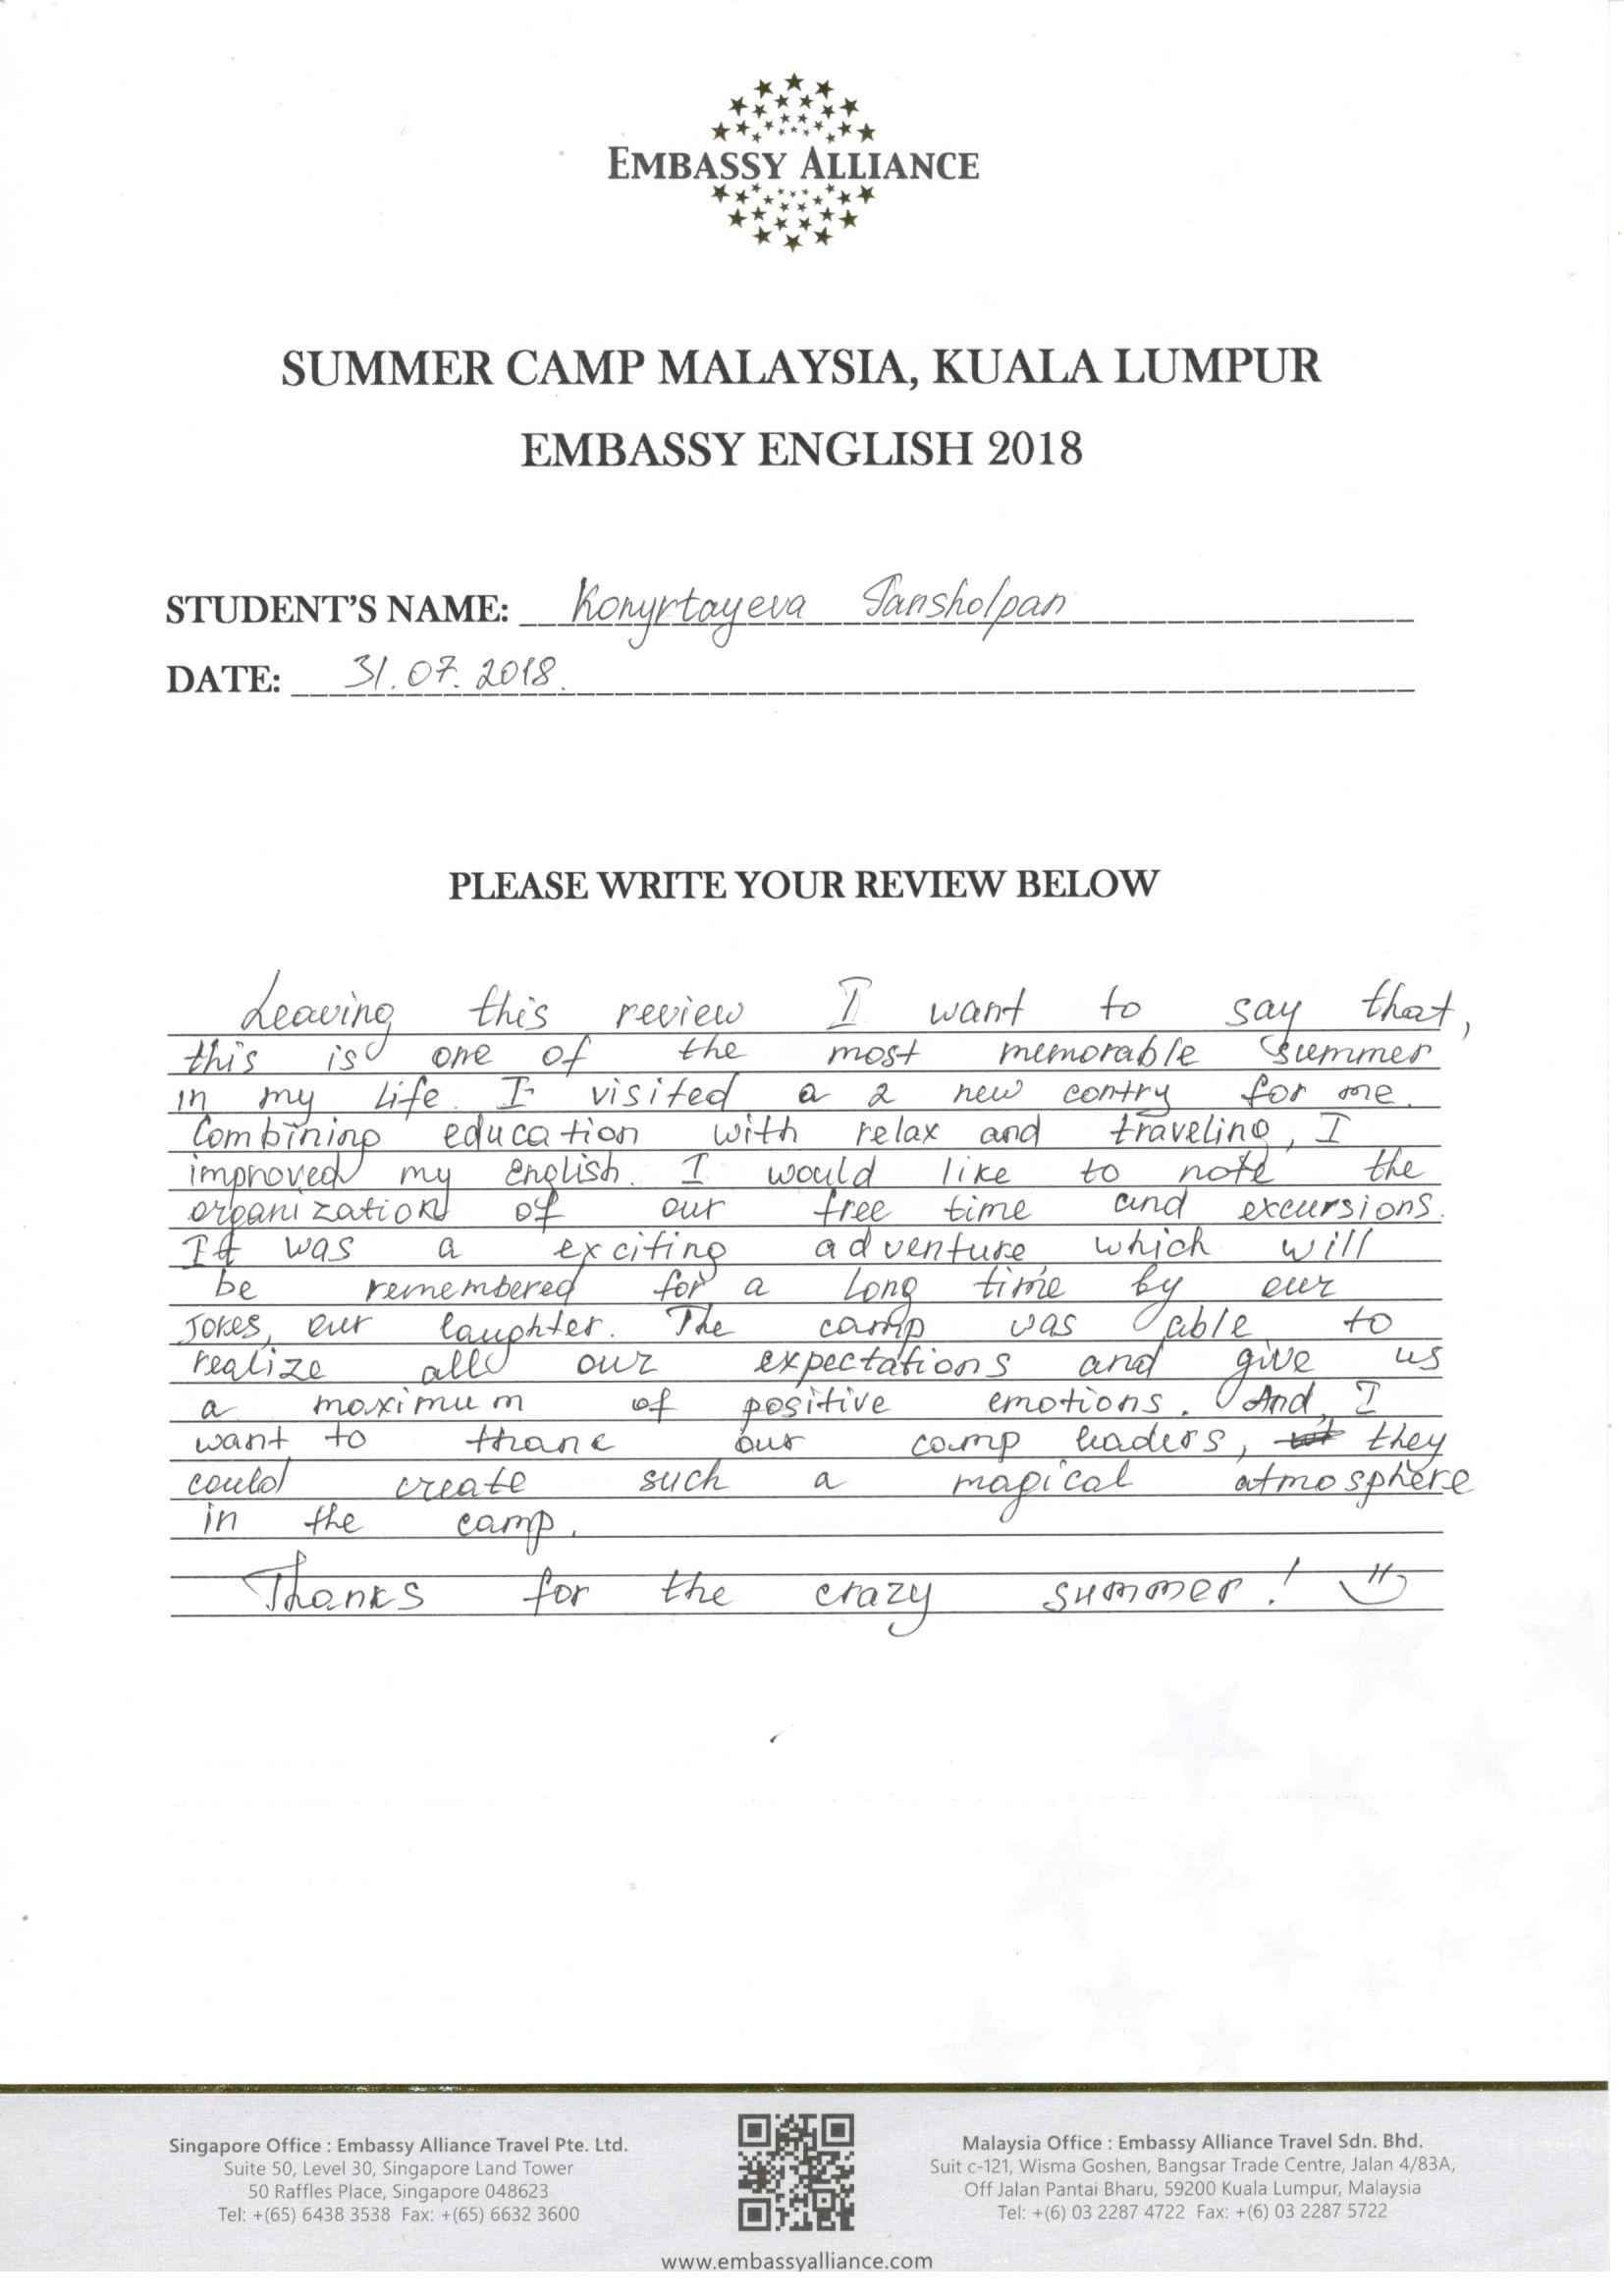 EMBASSY ALLIANCE
SUMMER CAMP MALAYSIA, KUALA LUMPUR
EMBASSY ENGLISH 2018
STUDENT'S NAME: Konyrtayeva Tansholpan
DATE: 31.07.2018.
PLEASE WRITE YOUR REVIEW BELOW
Leaving this review I want to say that,
this is one of the most memorable summer
in my life. I visited a 2 new contry for me.
Combining education with relax and traveling, I
improved my english. I would like to note the
organization of our free time and excursions.
It was a exciting adventure which will
be remembered for a long time by our
jokes, our laughter. The camp was able to
realize all our expectations and give us
a maximum of positive emotions. And, I
want to thank our camp leaders, they
could create such a magical atmosphere
in the camp.
Thanks for the crazy summer! =)
Singapore Office : Embassy Alliance Travel Pte. Ltd.
Suite 50, Level 30, Singapore Land Tower
50 Raffles Place, Singapore 048623
Tel: +(65) 6438 3538 Fax: +(65) 6632 3600
Malaysia Office : Embassy Alliance Travel Sdn. Bhd.
Suit c-121, Wisma Goshen, Bangsar Trade Centre, Jalan 4/83A,
Off Jalan Pantai Bharu, 59200 Kuala Lumpur, Malaysia
Tel: +(6) 03 2287 4722 Fax: +(6) 03 2287 5722
www.embassyalliance.com